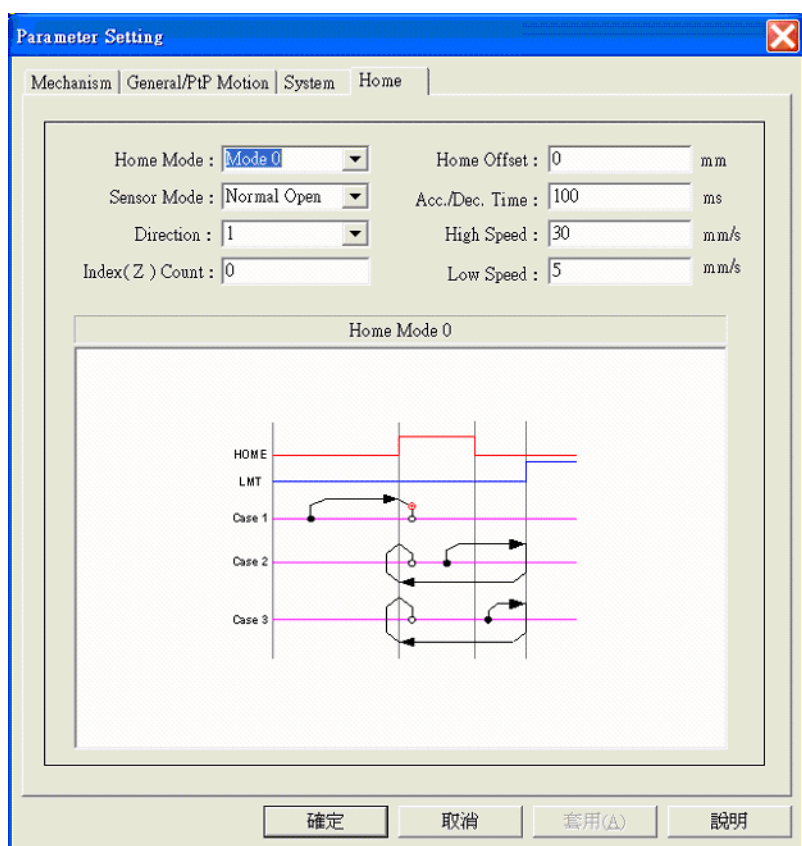 Parameter Setting
Mechanism General/PtP Motion System Home
Home Mode : Mode 0 Home Offset : 0 mm
Sensor Mode : Normal Open Acc./Dec. Time : 100 ms
Direction : 1 High Speed : 30 mm/s
Index( Z ) Count : 0 Low Speed : 5 mm/s
Home Mode 0
HOME
LMT
Case 1
Case 2
Case 3
確定 取消 套用(A) 說明